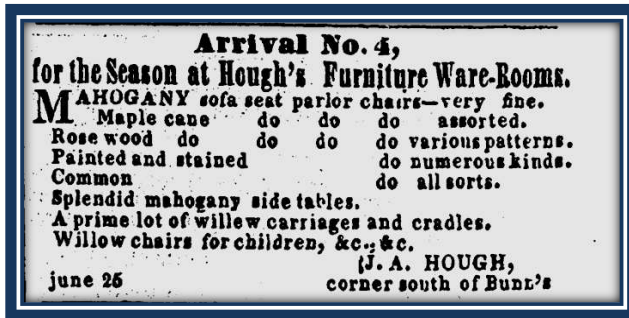 Arrival No. 4,
for the Season at Hough's Furniture Ware-Rooms.
MAHOGANY sofa seat parlor chairs—very fine.
Maple cane do do do assorted.
Rose wood do do do do various patterns.
Painted and stained do numerous kinds.
Common do all sorts.
Splendid mahogany side tables.
A prime lot of willew carriages and cradles.
Willow chairs for children, &c., &c.
J. A. HOUGH,
june 25 corner south of Bunt's